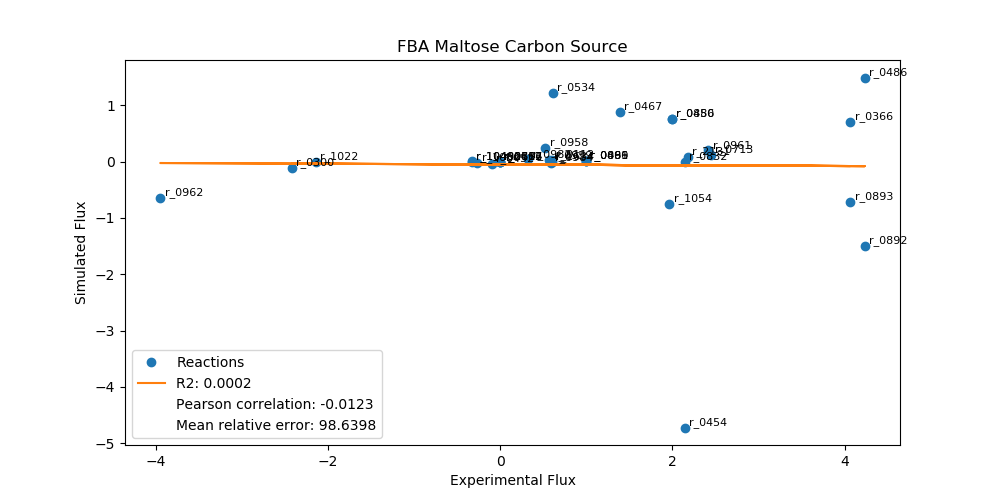 FBA Maltose Carbon Source
r_0486
r_0534
r_0467
r_0366
r_0958
r_0961
r_0713
r_1022
r_0962
r_0893
r_1054
r_0892
r_0454
1
0
−1
−2
−3
−4
−5
Simulated Flux
Reactions
R2: 0.0002
Pearson correlation: -0.0123
Mean relative error: 98.6398
−4
−2
0
2
4
Experimental Flux